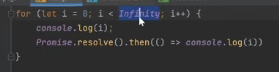 for (let i = 0; i < Infinity; i++) {
console.log(i);
Promise.resolve().then(() => console.log(i))
}